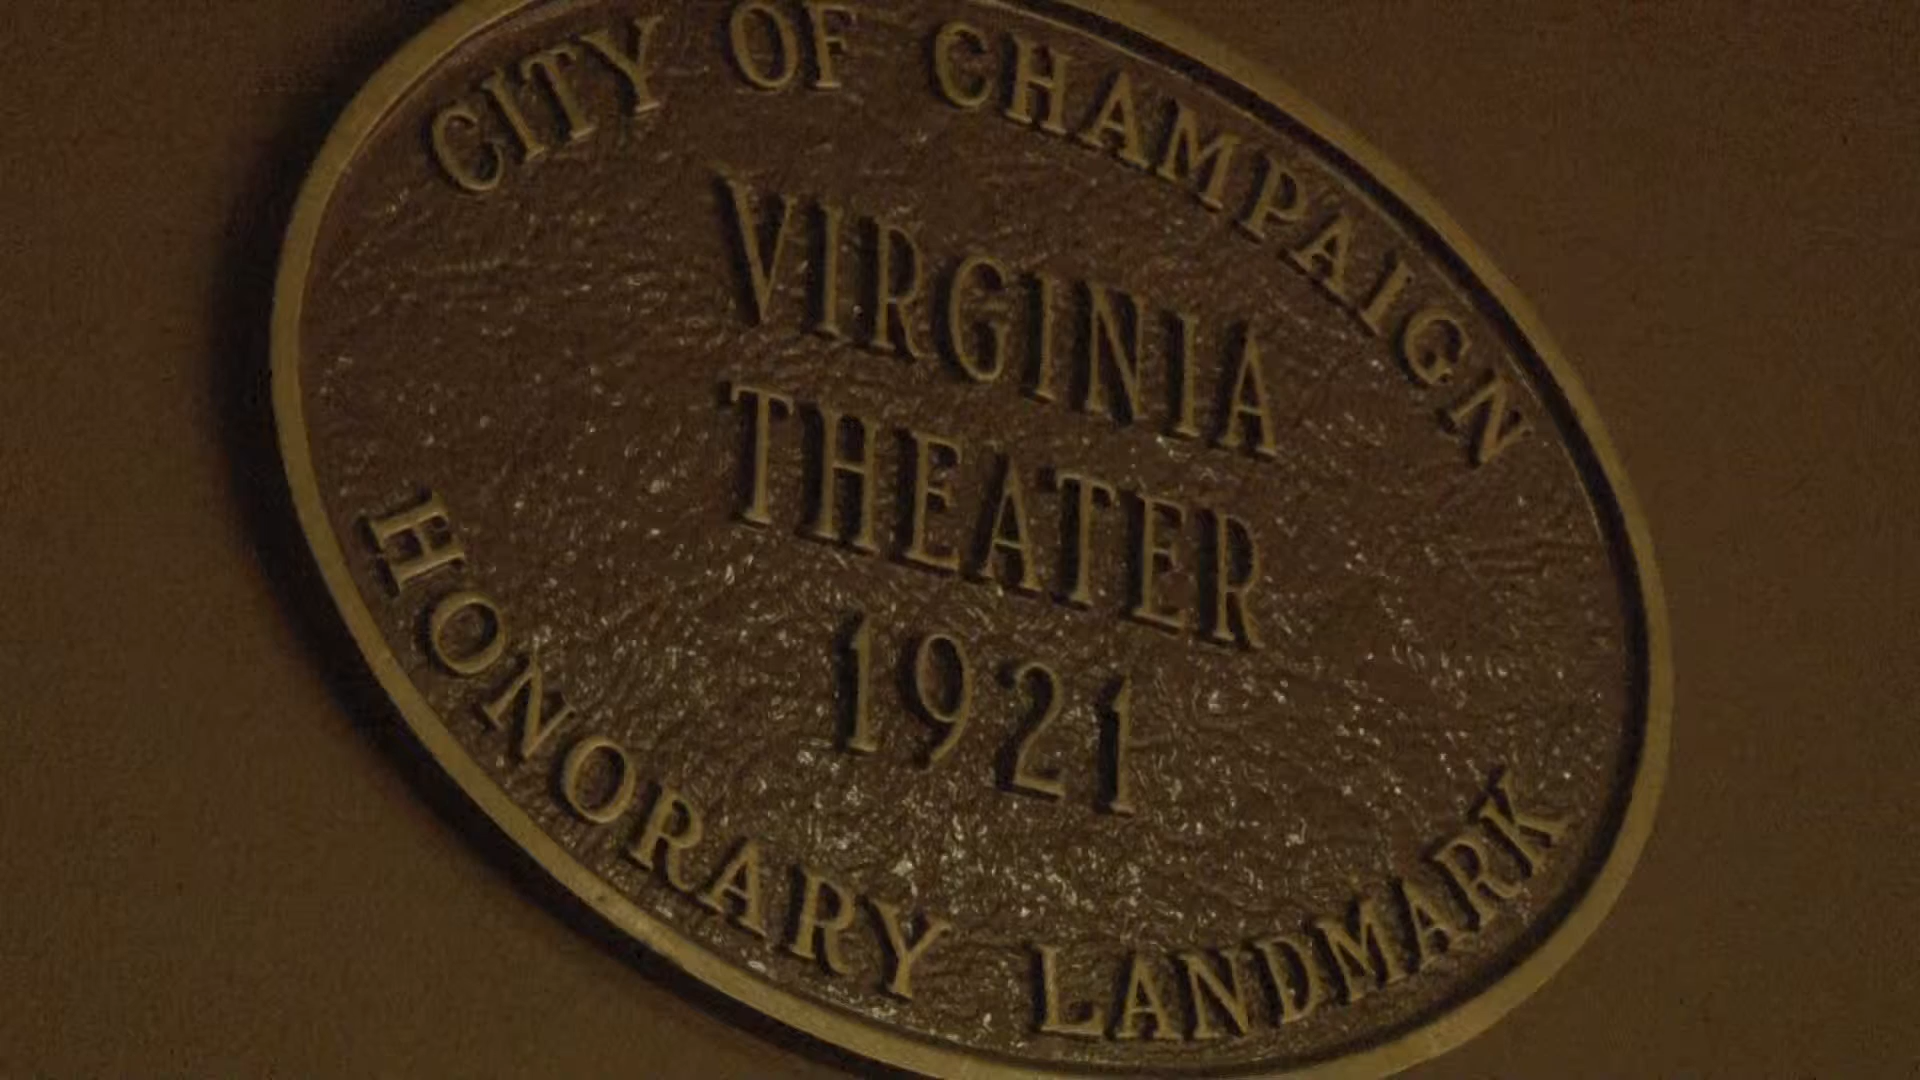 CITY OF CHAMPAIGN
VIRGINIA
THEATER
1921
HONORARY LANDMARK